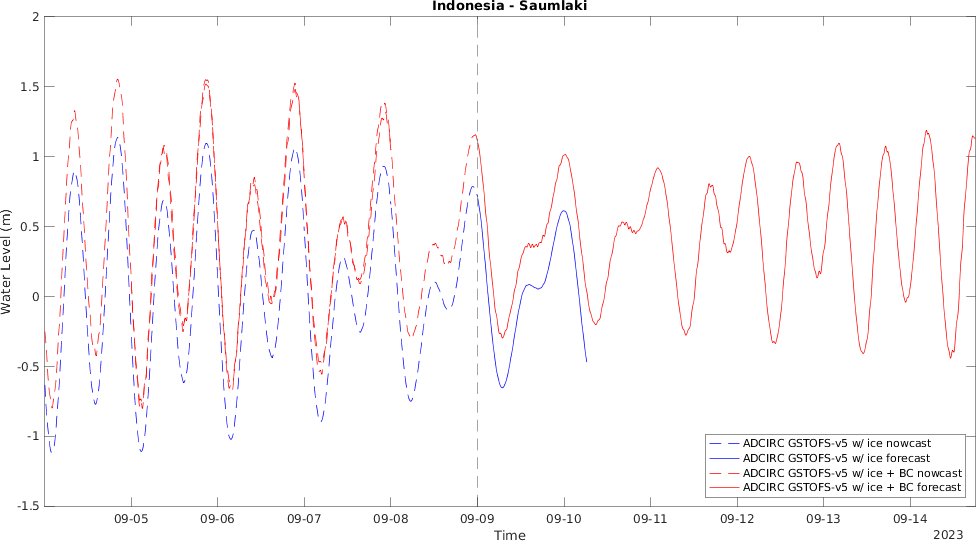 Indonesia - Saumlaki
2
1.5
1
0.5
0
-0.5
-1
-1.5
Water Level (m)
09-05 09-06 09-07 09-08 09-09 09-10 09-11 09-12 09-13 09-14
Time
2023
ADCIRC GSTOFS-v5 w/ ice nowcast
ADCIRC GSTOFS-v5 w/ ice forecast
ADCIRC GSTOFS-v5 w/ ice + BC nowcast
ADCIRC GSTOFS-v5 w/ ice + BC forecast